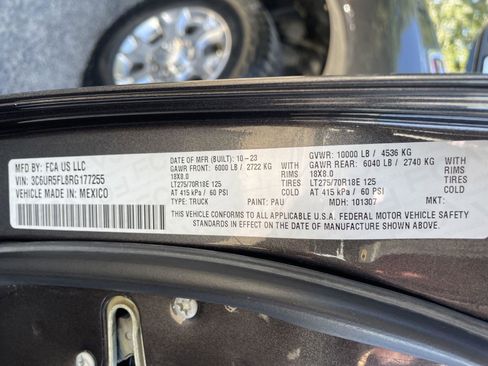 MFD BY: FCA US LLC
VIN: 3C6UR5FL8RG177255
VEHICLE MADE IN: MEXICO
DATE OF MFR (BUILT): 10-23
GAWR FRONT: 6000 LB / 2722 KG
WITH
18X8.0 RIMS
WITH
LT275/70R18E 125 TIRES
AT 415 kPa / 60 PSI
TYPE: TRUCK
GVWR: 10000 LB / 4536 KG
GAWR REAR: 6040 LB / 2740 KG
WITH
18X8.0 RIMS
WITH
LT275/70R18E 125 TIRES
AT 415 kPa / 60 PSI
PAINT: PAU MDH: 101307 MKT:
THIS VEHICLE CONFORMS TO ALL APPLICABLE U.S.A. FEDERAL MOTOR VEHICLE SAFETY
STANDARDS IN EFFECT ON THE DATE OF MANUFACTURE SHOWN ABOVE.